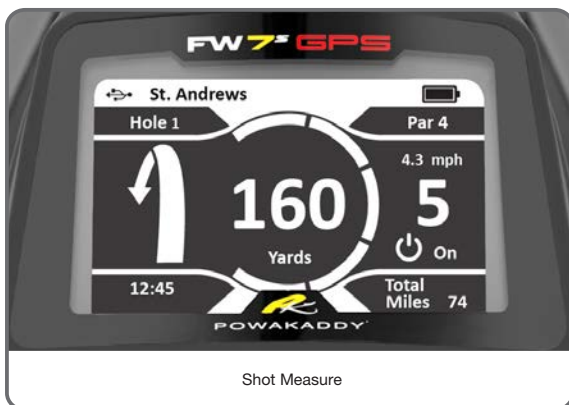 FW7s GPS
St. Andrews
Hole 1
Par 4
4.3 mph
160
5
Yards
On
12:45
Total
Miles 74
POWAKADDY
Shot Measure